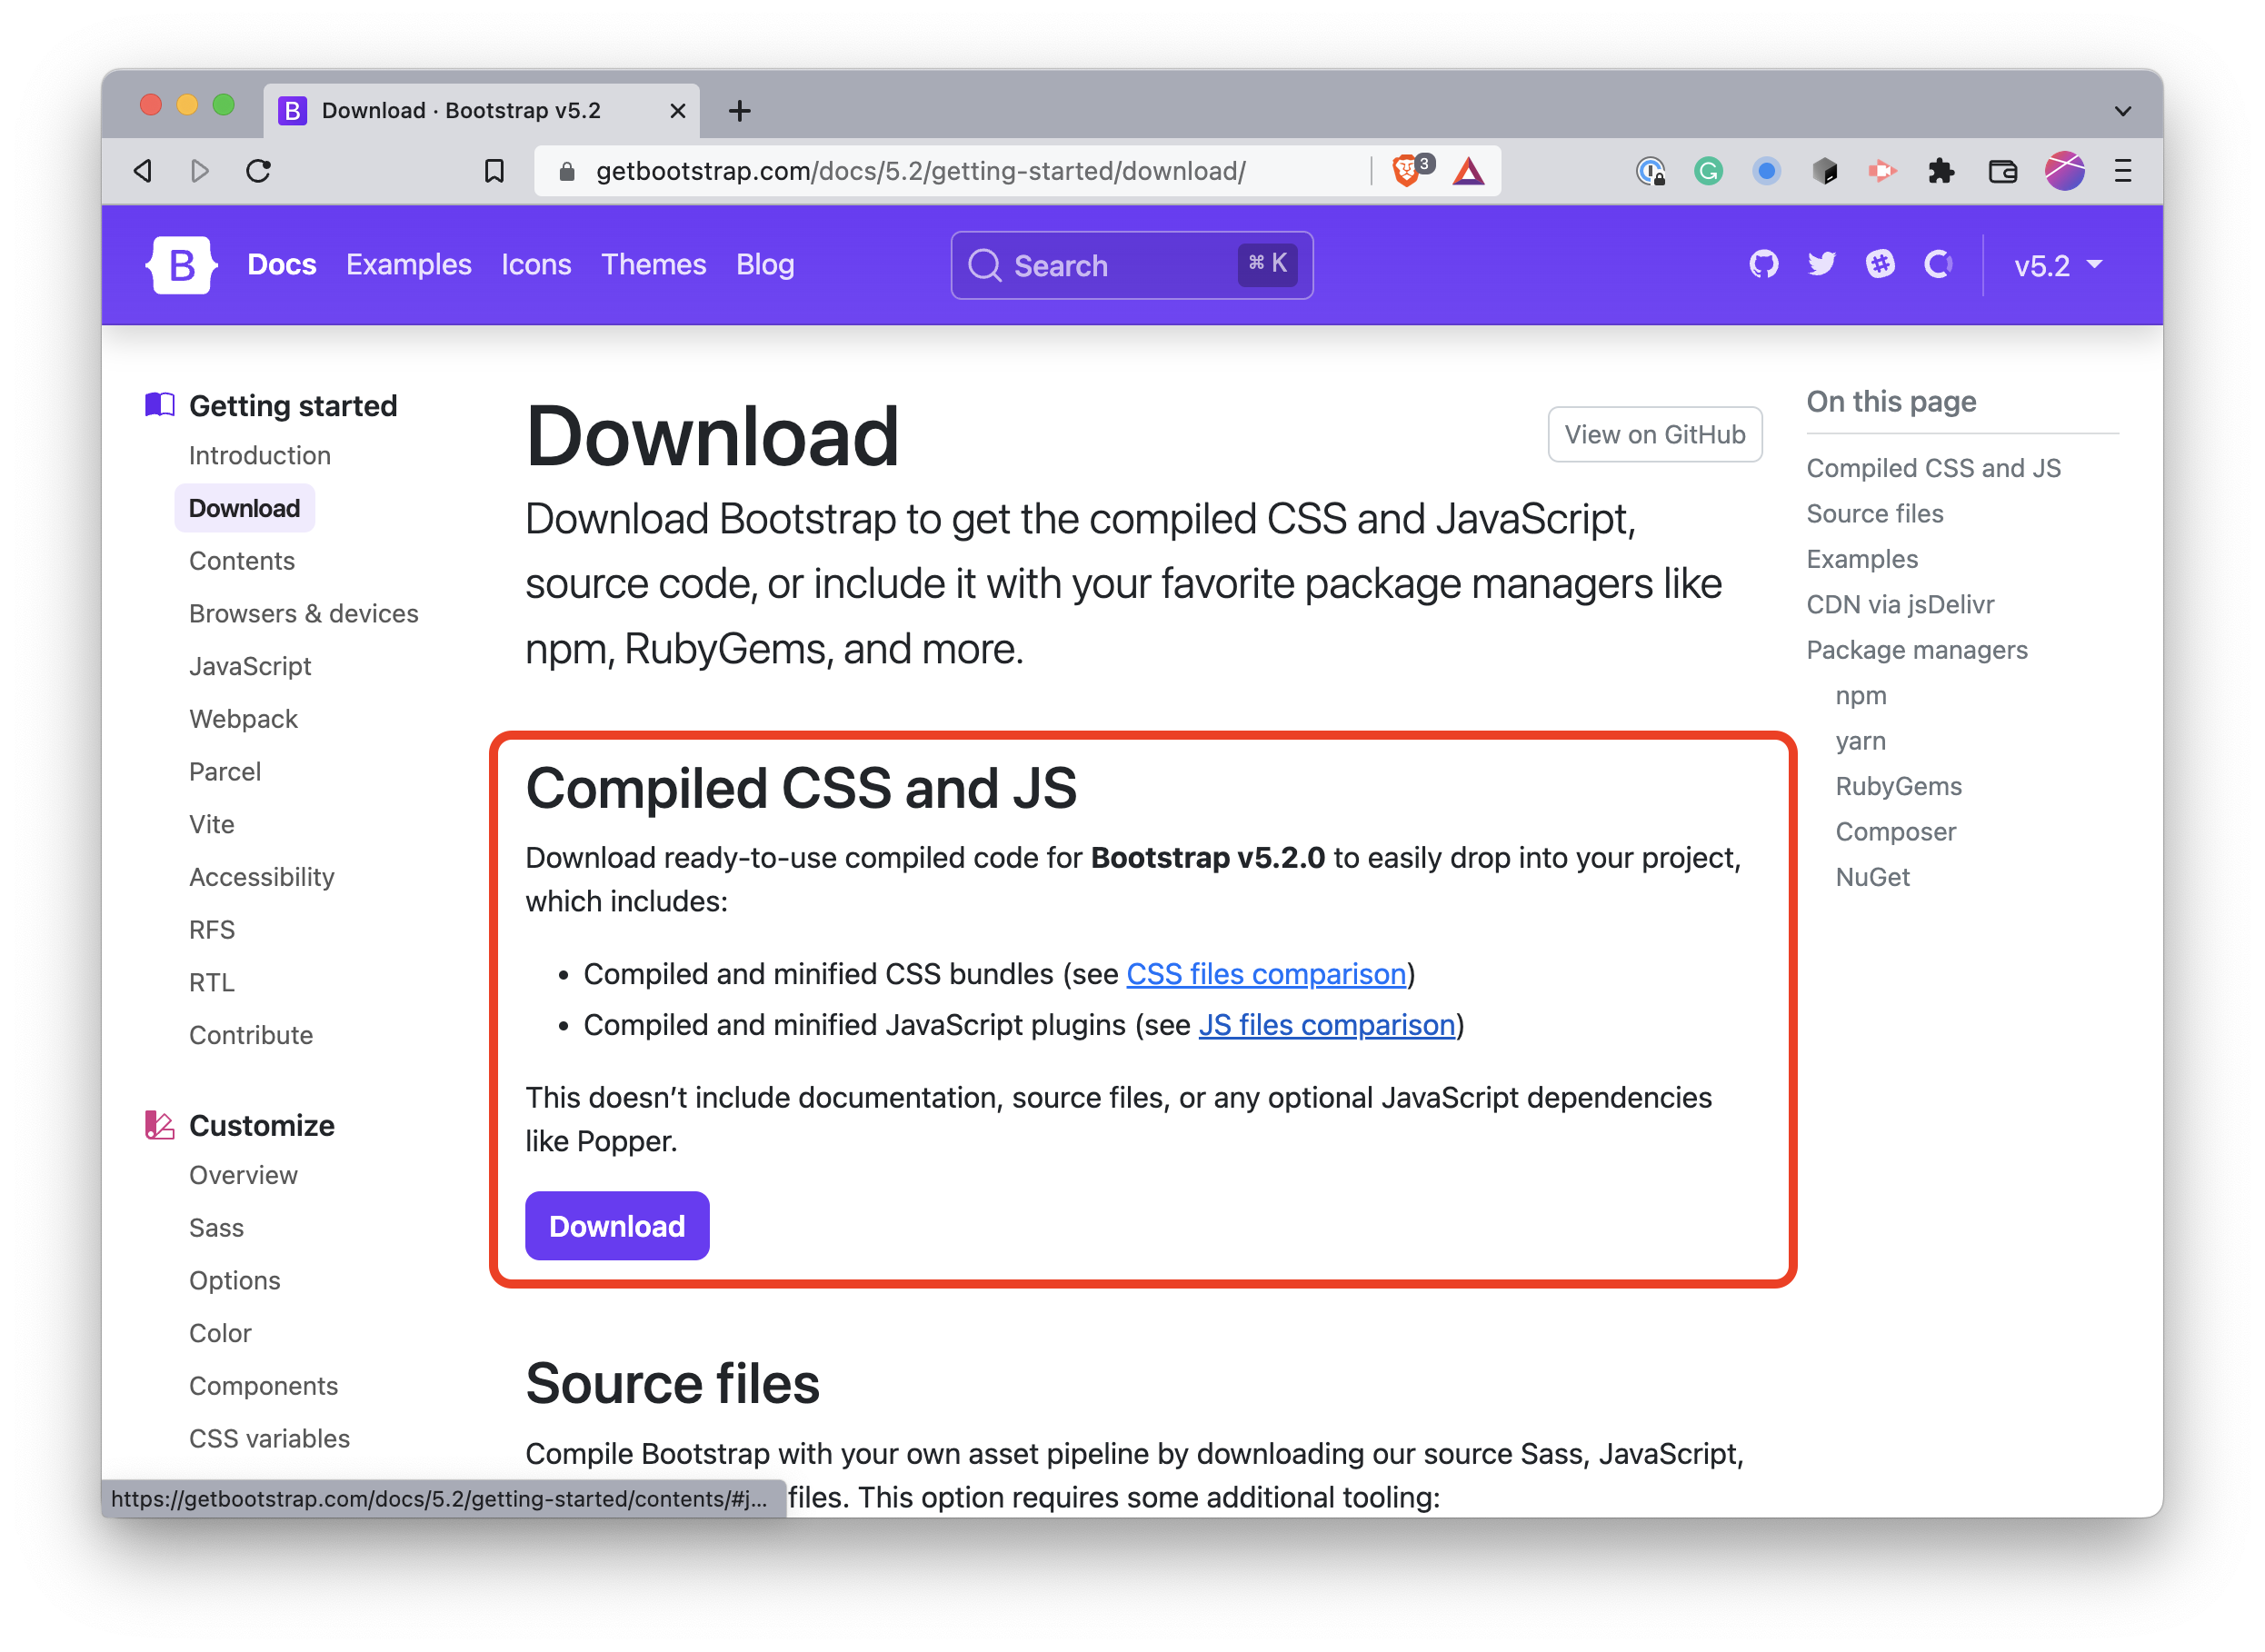 B Download · Bootstrap v5.2
getbootstrap.com/docs/5.2/getting-started/download/
3
G
B Docs Examples Icons Themes Blog
Search ⌘ K
v5.2
Getting started
Introduction
Download
Contents
Browsers & devices
JavaScript
Webpack
Parcel
Vite
Accessibility
RFS
RTL
Contribute
Customize
Overview
Sass
Options
Color
Components
CSS variables
Download
View on GitHub
Download Bootstrap to get the compiled CSS and JavaScript,
source code, or include it with your favorite package managers like
npm, RubyGems, and more.
Compiled CSS and JS
Download ready-to-use compiled code for Bootstrap v5.2.0 to easily drop into your project,
which includes:
• Compiled and minified CSS bundles (see CSS files comparison)
• Compiled and minified JavaScript plugins (see JS files comparison)
This doesn’t include documentation, source files, or any optional JavaScript dependencies
like Popper.
Download
Source files
Compile Bootstrap with your own asset pipeline by downloading our source Sass, JavaScript,
files. This option requires some additional tooling:
On this page
Compiled CSS and JS
Source files
Examples
CDN via jsDelivr
Package managers
npm
yarn
RubyGems
Composer
NuGet
https://getbootstrap.com/docs/5.2/getting-started/contents/#j...